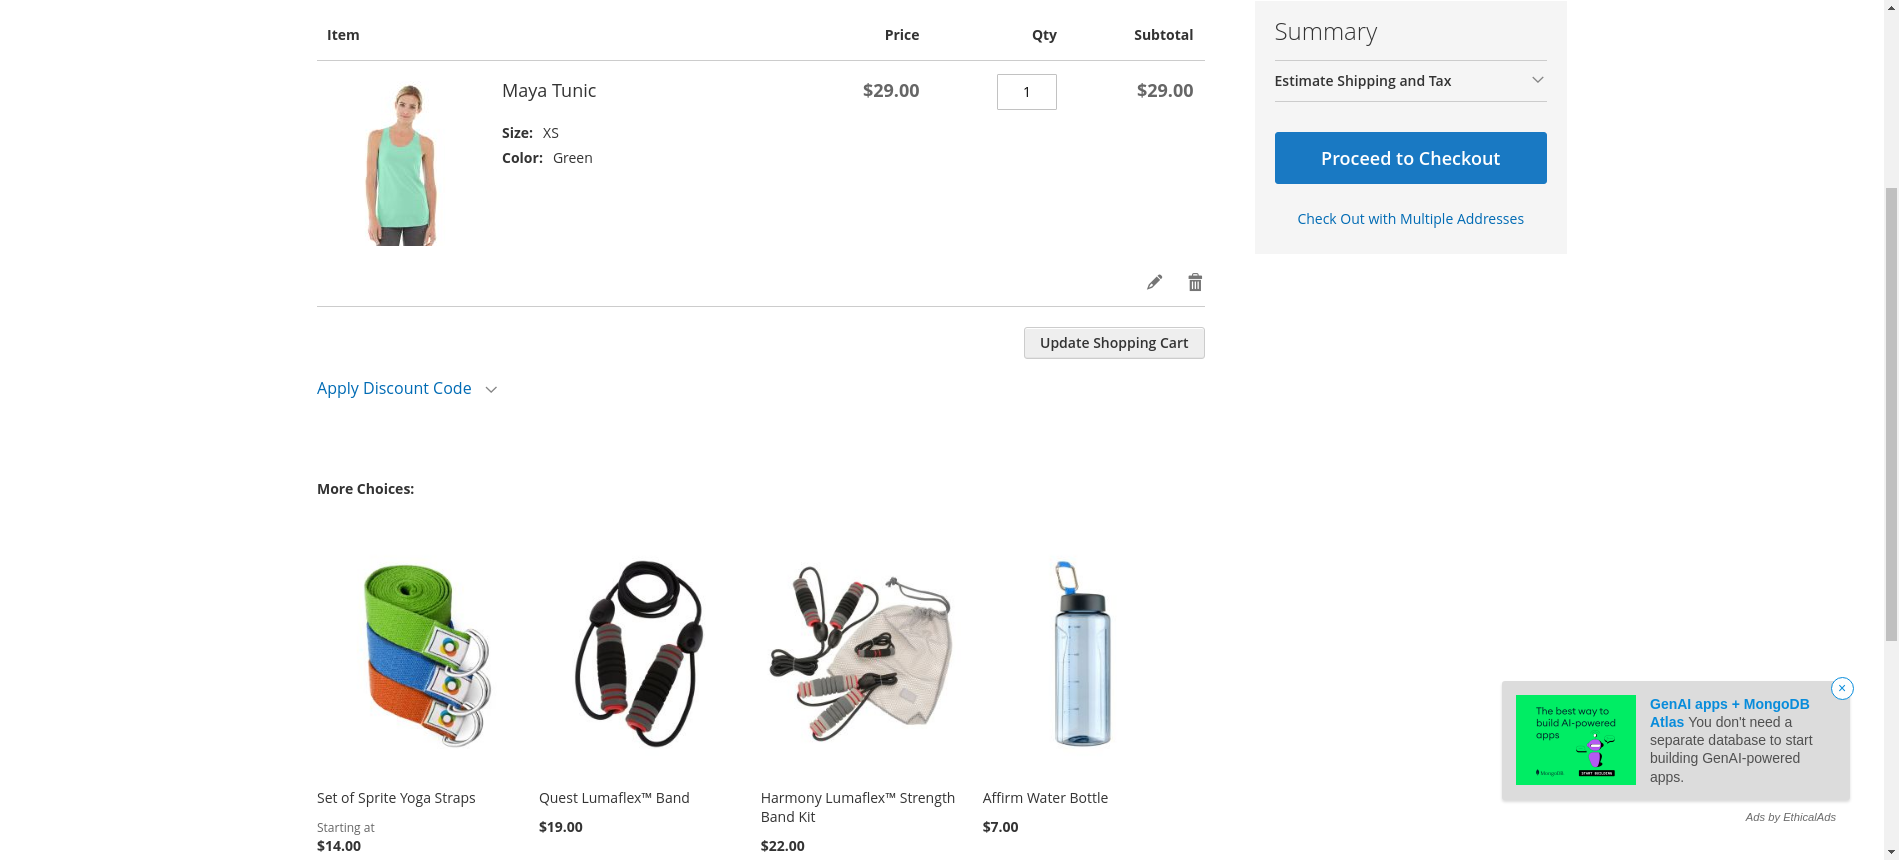 Item Price Qty Subtotal
Maya Tunic $29.00 1 $29.00
Size: XS
Color: Green
Update Shopping Cart
Apply Discount Code
Summary
Estimate Shipping and Tax
Proceed to Checkout
Check Out with Multiple Addresses
More Choices:
Set of Sprite Yoga Straps
Starting at
$14.00
Quest Lumaflex™ Band
$19.00
Harmony Lumaflex™ Strength
Band Kit
$22.00
Affirm Water Bottle
$7.00
The best way to
build AI-powered
apps
MongoDB
START BUILDING
GenAI apps + MongoDB
Atlas You don't need a
separate database to start
building GenAI-powered
apps.
Ads by EthicalAds